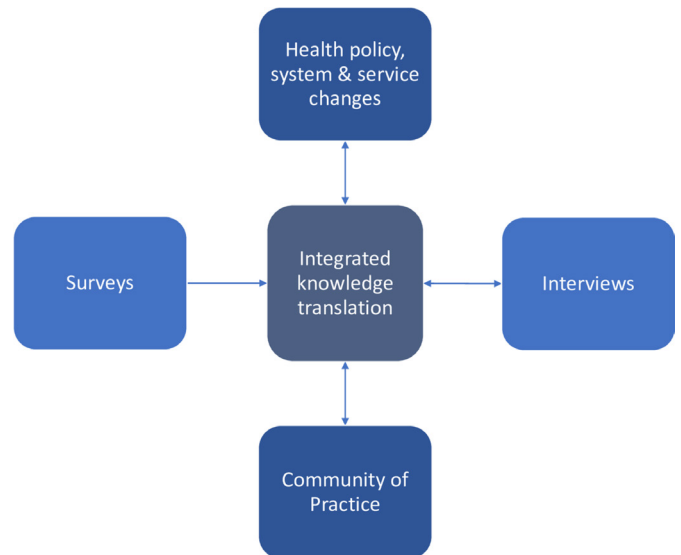 Health policy,
system & service
changes
Surveys
Integrated
knowledge
translation
Interviews
Community of
Practice